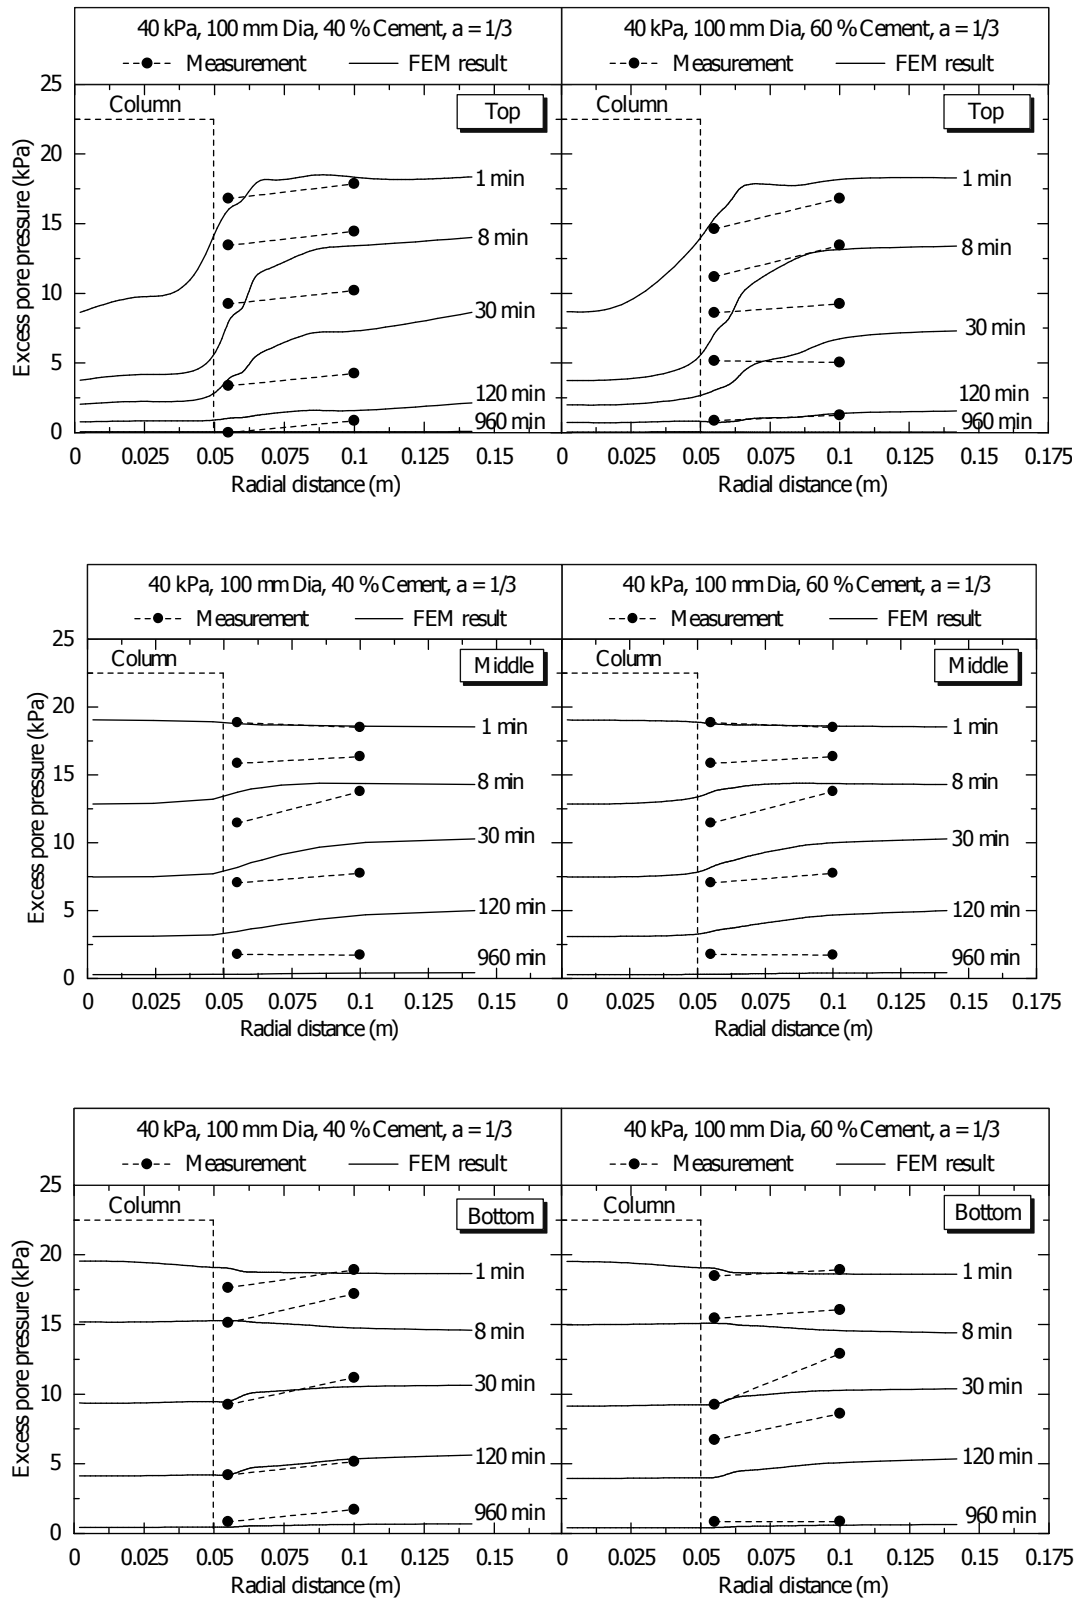 40 kPa, 100 mm Dia, 40 % Cement, a = 1/3
Measurement FEM result
40 kPa, 100 mm Dia, 60 % Cement, a = 1/3
Measurement FEM result
Excess pore pressure (kPa)
25
20
15
10
5
0
Column
Top
1 min
8 min
30 min
120 min
960 min
0 0.025 0.05 0.075 0.1 0.125 0.15
Radial distance (m)
Column
Top
1 min
8 min
30 min
120 min
960 min
0 0.025 0.05 0.075 0.1 0.125 0.15 0.175
Radial distance (m)
40 kPa, 100 mm Dia, 40 % Cement, a = 1/3
Measurement FEM result
40 kPa, 100 mm Dia, 60 % Cement, a = 1/3
Measurement FEM result
Excess pore pressure (kPa)
25
20
15
10
5
0
Column
Middle
1 min
8 min
30 min
120 min
960 min
0 0.025 0.05 0.075 0.1 0.125 0.15
Radial distance (m)
Column
Middle
1 min
8 min
30 min
120 min
960 min
0 0.025 0.05 0.075 0.1 0.125 0.15 0.175
Radial distance (m)
40 kPa, 100 mm Dia, 40 % Cement, a = 1/3
Measurement FEM result
40 kPa, 100 mm Dia, 60 % Cement, a = 1/3
Measurement FEM result
Excess pore pressure (kPa)
25
20
15
10
5
0
Column
Bottom
1 min
8 min
30 min
120 min
960 min
0 0.025 0.05 0.075 0.1 0.125 0.15
Radial distance (m)
Column
Bottom
1 min
8 min
30 min
120 min
960 min
0 0.025 0.05 0.075 0.1 0.125 0.15 0.175
Radial distance (m)